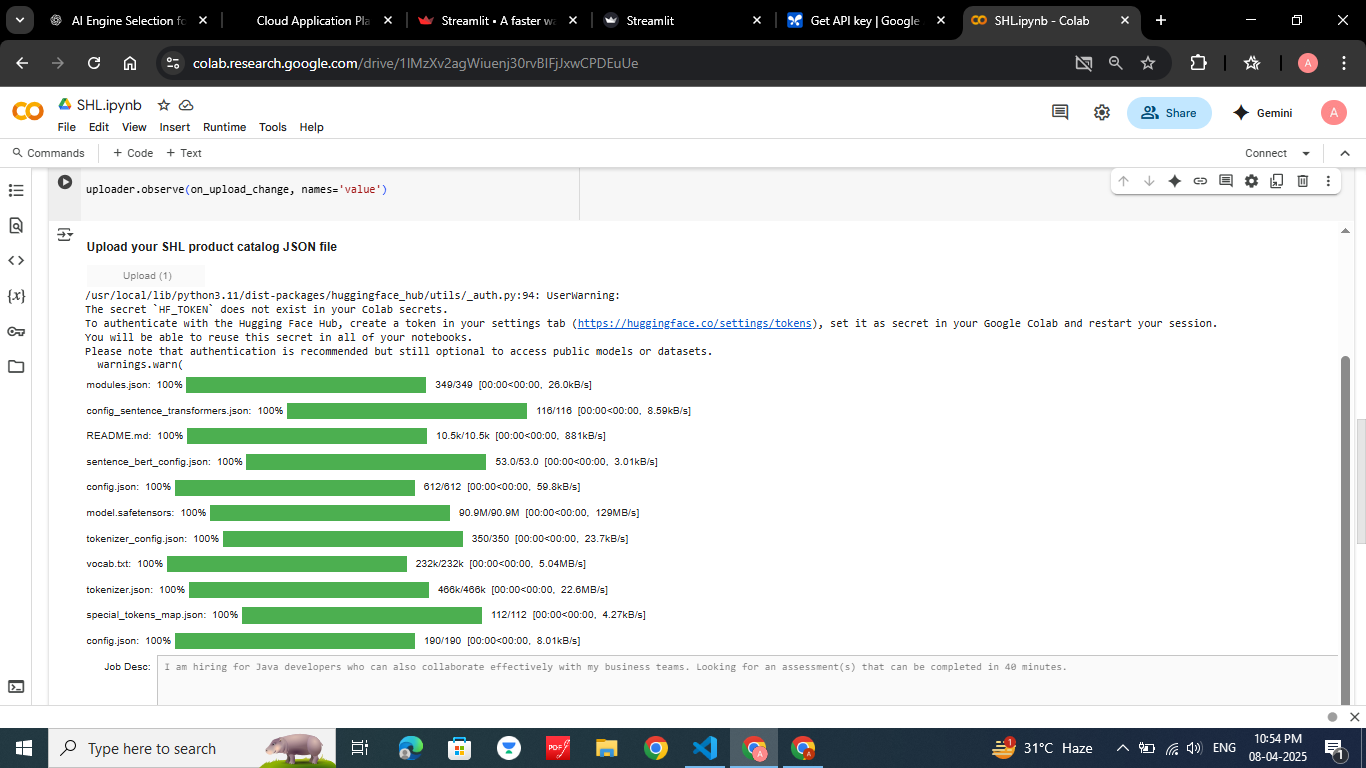 AI Engine Selection fo
Cloud Application Pla
Streamlit • A faster wa
Streamlit
Get API key | Google
SHL.ipynb - Colab
colab.research.google.com/drive/1IMzXv2agWiuenj30rvBIFjJxwCPDEuUe
A
SHL.ipynb
File Edit View Insert Runtime Tools Help
Share
Gemini
A
Commands + Code + Text
Connect
uploader.observe(on_upload_change, names='value')
Upload your SHL product catalog JSON file
Upload (1)
/usr/local/lib/python3.11/dist-packages/huggingface_hub/utils/_auth.py:94: UserWarning:
The secret `HF_TOKEN` does not exist in your Colab secrets.
To authenticate with the Hugging Face Hub, create a token in your settings tab (https://huggingface.co/settings/tokens), set it as secret in your Google Colab and restart your session.
You will be able to reuse this secret in all of your notebooks.
Please note that authentication is recommended but still optional to access public models or datasets.
warnings.warn(
modules.json: 100% 349/349 [00:00<00:00, 26.0kB/s]
config_sentence_transformers.json: 100% 116/116 [00:00<00:00, 8.59kB/s]
README.md: 100% 10.5k/10.5k [00:00<00:00, 881kB/s]
sentence_bert_config.json: 100% 53.0/53.0 [00:00<00:00, 3.01kB/s]
config.json: 100% 612/612 [00:00<00:00, 59.8kB/s]
model.safetensors: 100% 90.9M/90.9M [00:00<00:00, 129MB/s]
tokenizer_config.json: 100% 350/350 [00:00<00:00, 23.7kB/s]
vocab.txt: 100% 232k/232k [00:00<00:00, 5.04MB/s]
tokenizer.json: 100% 466k/466k [00:00<00:00, 22.6MB/s]
special_tokens_map.json: 100% 112/112 [00:00<00:00, 4.27kB/s]
config.json: 100% 190/190 [00:00<00:00, 8.01kB/s]
Job Desc: I am hiring for Java developers who can also collaborate effectively with my business teams. Looking for an assessment(s) that can be completed in 40 minutes.
Type here to search
PDF
A
1
31°C Haze
ENG
10:54 PM
08-04-2025
1